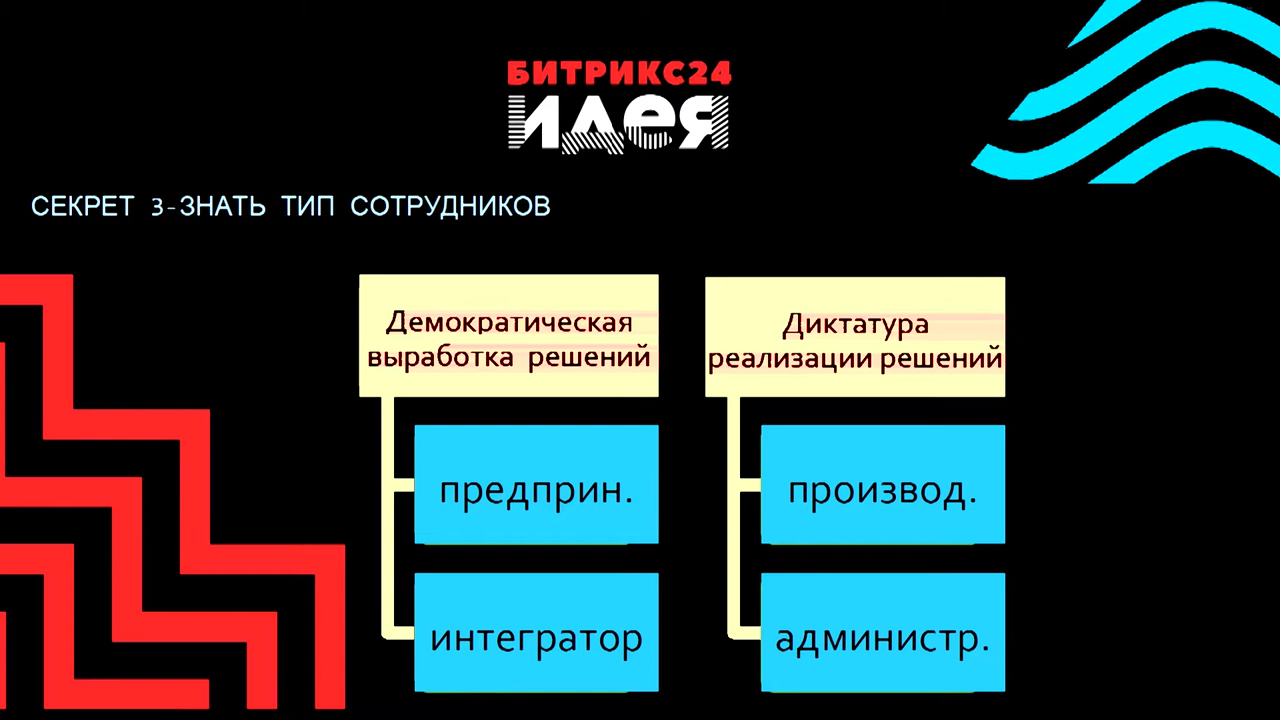 БИТРИКС24
идея
СЕКРЕТ 3-ЗНАТЬ ТИП СОТРУДНИКОВ
Демократическая
выработка решений
предприн.
интегратор
Диктатура
реализации решений
производ.
администр.